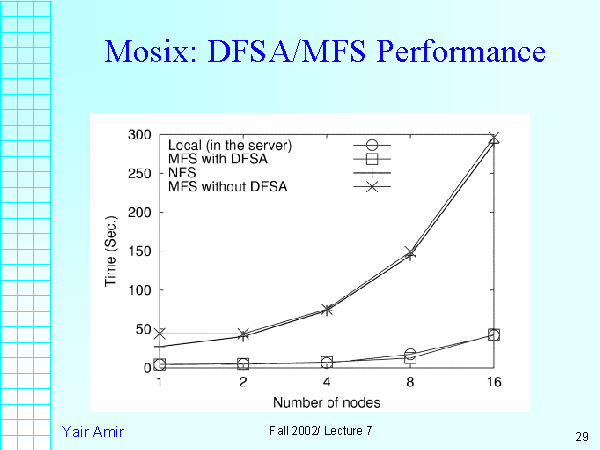 Mosix: DFSA/MFS Performance
300
250
200
150
100
50
0
Time (Sec.)
Local (in the server)
MFS with DFSA
NFS
MFS without DFSA
1 2 4 8 16
Number of nodes
Yair Amir
Fall 2002/ Lecture 7
29